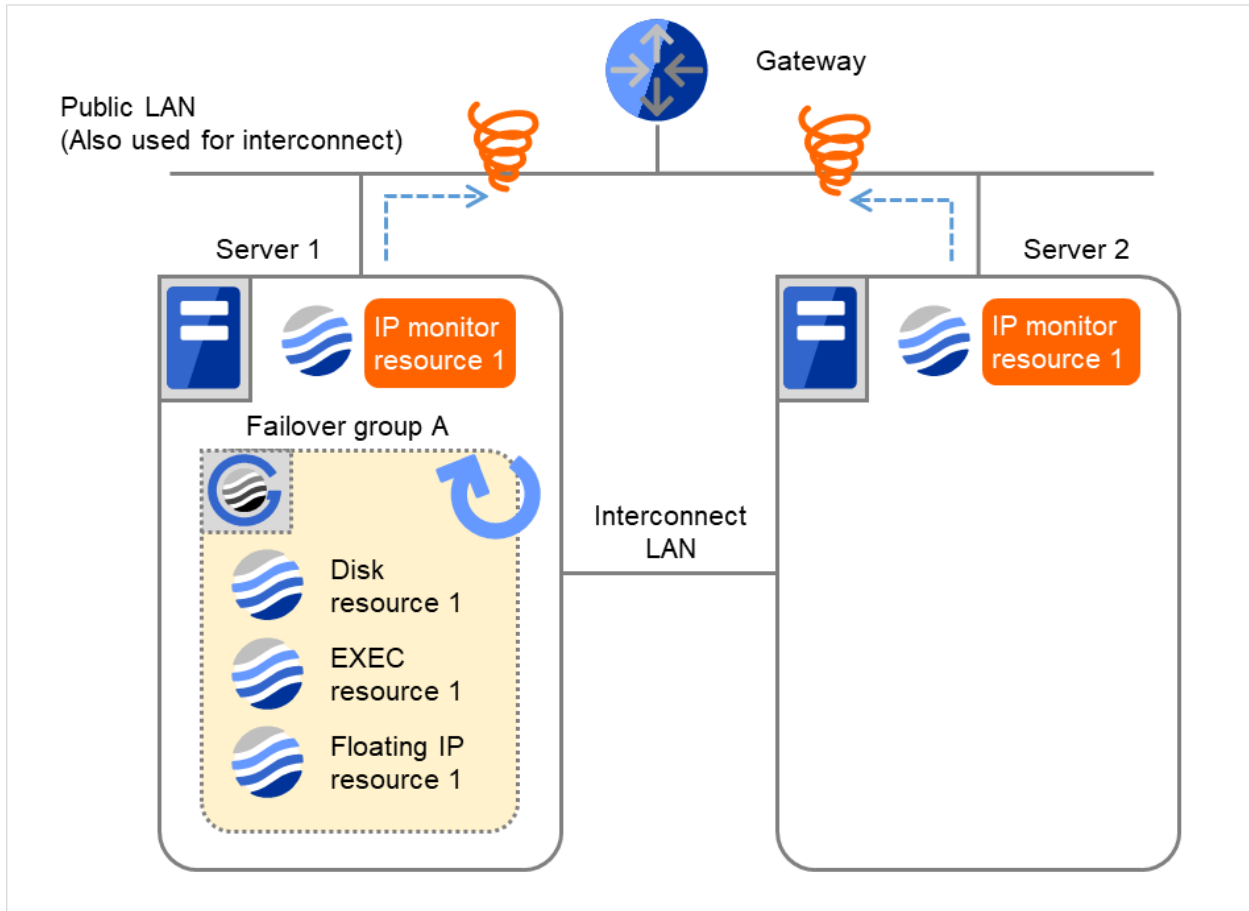 Gateway
Public LAN
(Also used for interconnect)
Server 1
Server 2
IP monitor
resource 1
IP monitor
resource 1
Failover group A
Interconnect
LAN
Disk
resource 1
EXEC
resource 1
Floating IP
resource 1